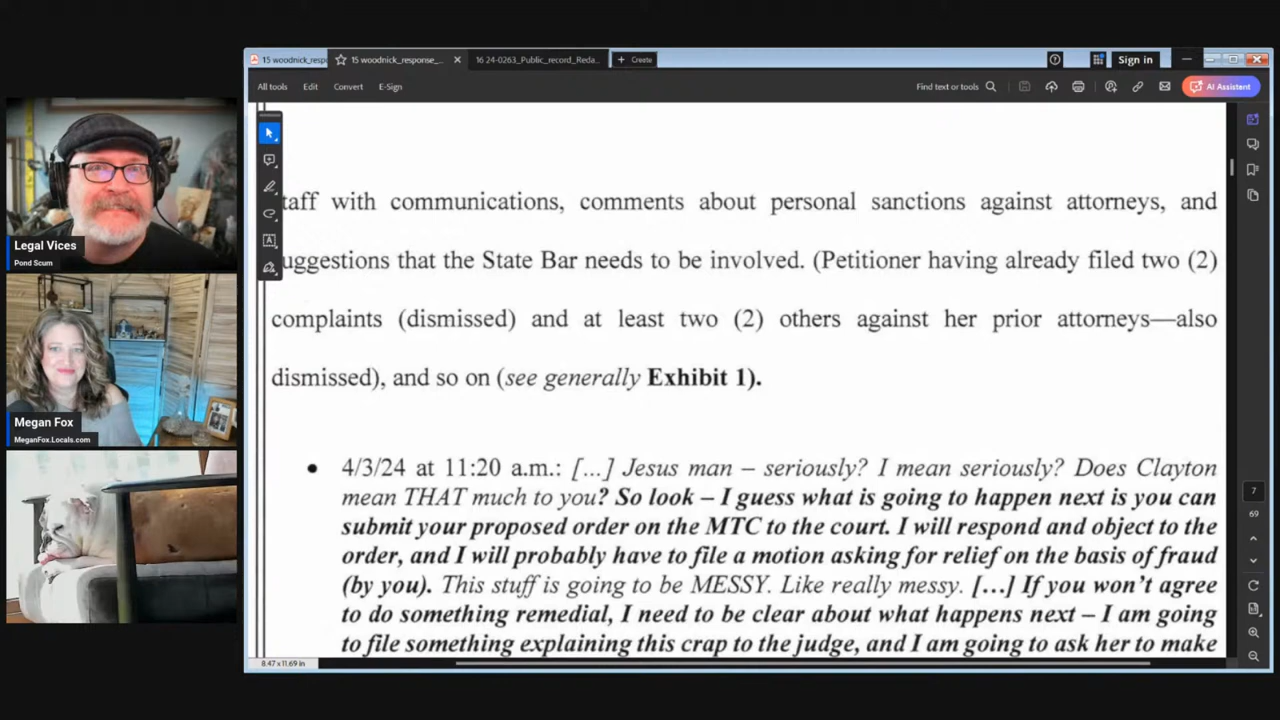 15 woodnick_respo
15 woodnick_response_...
16 24-0263_Public_record_Reda...
+ Create
Sign in
All tools
Edit
Convert
E-Sign
Find text or tools
AI Assistant
taff with communications, comments about personal sanctions against attorneys, and
uggestions that the State Bar needs to be involved. (Petitioner having already filed two (2)
complaints (dismissed) and at least two (2) others against her prior attorneys—also
dismissed), and so on (see generally Exhibit 1).
• 4/3/24 at 11:20 a.m.: [...] Jesus man – seriously? I mean seriously? Does Clayton
mean THAT much to you? So look – I guess what is going to happen next is you can
submit your proposed order on the MTC to the court. I will respond and object to the
order, and I will probably have to file a motion asking for relief on the basis of fraud
(by you). This stuff is going to be MESSY. Like really messy. [...] If you won't agree
to do something remedial, I need to be clear about what happens next – I am going
to file something explaining this crap to the judge, and I am going to ask her to make
7
69
8.47 x 11.69 in
Legal Vices
Pond Scum
Megan Fox
MeganFox.Locals.com